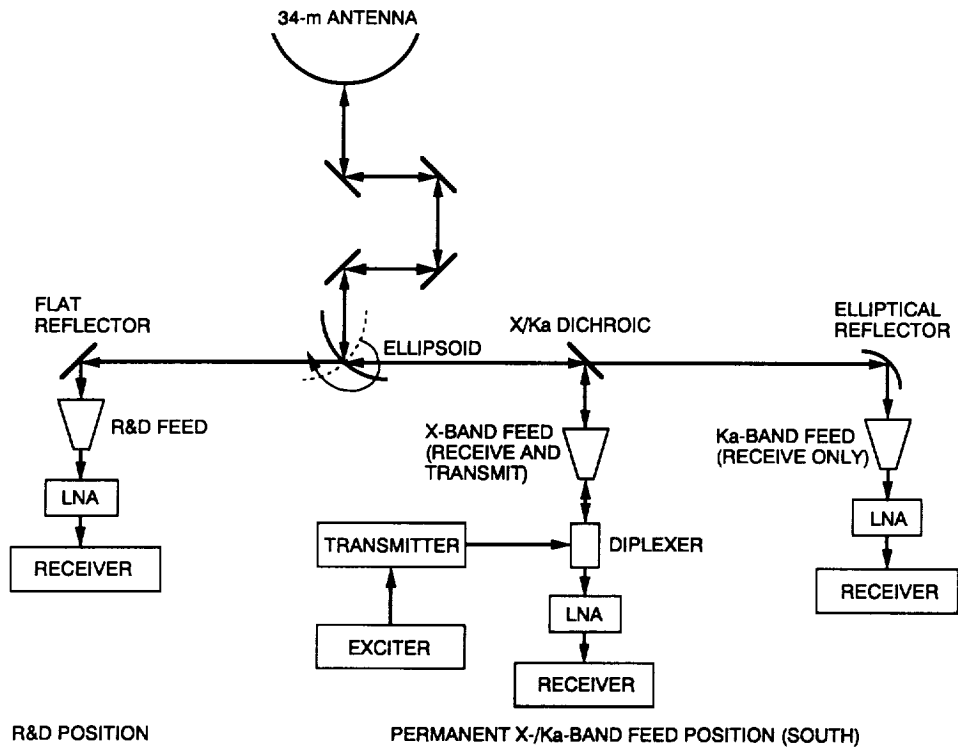 34-m ANTENNA
FLAT
REFLECTOR
ELLIPSOID
X/Ka DICHROIC
ELLIPTICAL
REFLECTOR
R&D FEED
X-BAND FEED
(RECEIVE AND
TRANSMIT)
Ka-BAND FEED
(RECEIVE ONLY)
LNA
RECEIVER
TRANSMITTER
DIPLEXER
EXCITER
LNA
RECEIVER
LNA
RECEIVER
R&D POSITION
PERMANENT X-/Ka-BAND FEED POSITION (SOUTH)